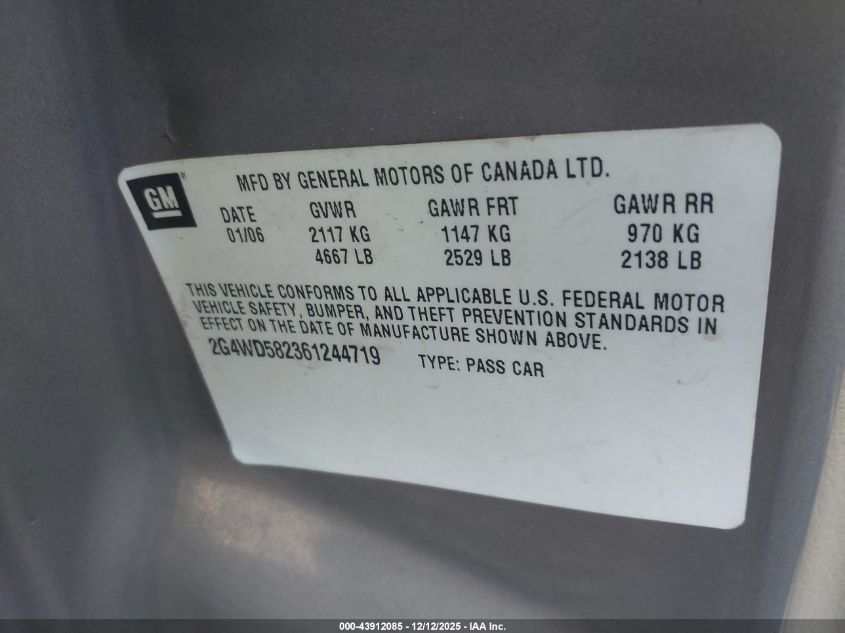 GM®
MFD BY GENERAL MOTORS OF CANADA LTD.
DATE GVWR GAWR FRT GAWR RR
01/06 2117 KG 1147 KG 970 KG
4667 LB 2529 LB 2138 LB
THIS VEHICLE CONFORMS TO ALL APPLICABLE U.S. FEDERAL MOTOR
VEHICLE SAFETY, BUMPER, AND THEFT PREVENTION STANDARDS IN
EFFECT ON THE DATE OF MANUFACTURE SHOWN ABOVE.
2G4WD582361244719 TYPE: PASS CAR
000-43912085 - 12/12/2025 - IAA Inc.